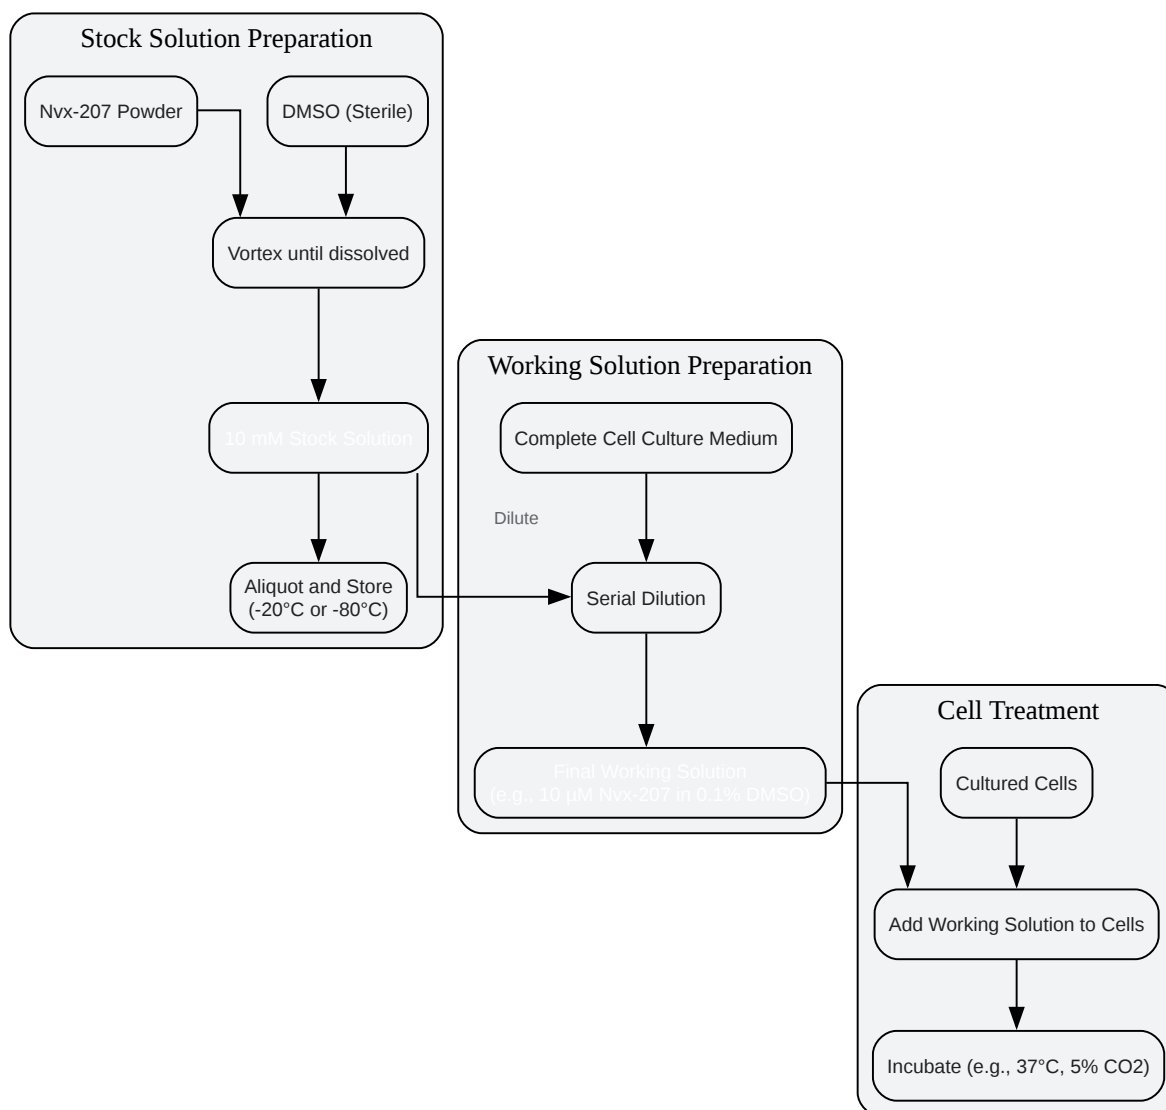 Stock Solution Preparation
Nvx-207 Powder
DMSO (Sterile)
Vortex until dissolved
10 mM Stock Solution
Aliquot and Store
(-20°C or -80°C)
Working Solution Preparation
Complete Cell Culture Medium
Dilute
Serial Dilution
Final Working Solution
(e.g., 10 µM Nvx-207 in 0.1% DMSO)
Cell Treatment
Cultured Cells
Add Working Solution to Cells
Incubate (e.g., 37°C, 5% CO2)